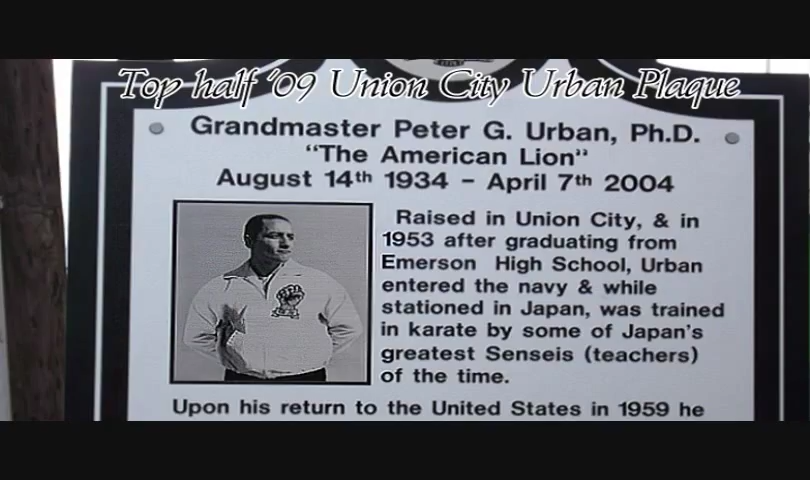 Top half '09 Union City Urban Plaque
Grandmaster Peter G. Urban, Ph.D.
"The American Lion"
August 14th 1934 – April 7th 2004
Raised in Union City, & in
1953 after graduating from
Emerson High School, Urban
entered the navy & while
stationed in Japan, was trained
in karate by some of Japan's
greatest Senseis (teachers)
of the time.
Upon his return to the United States in 1959 he